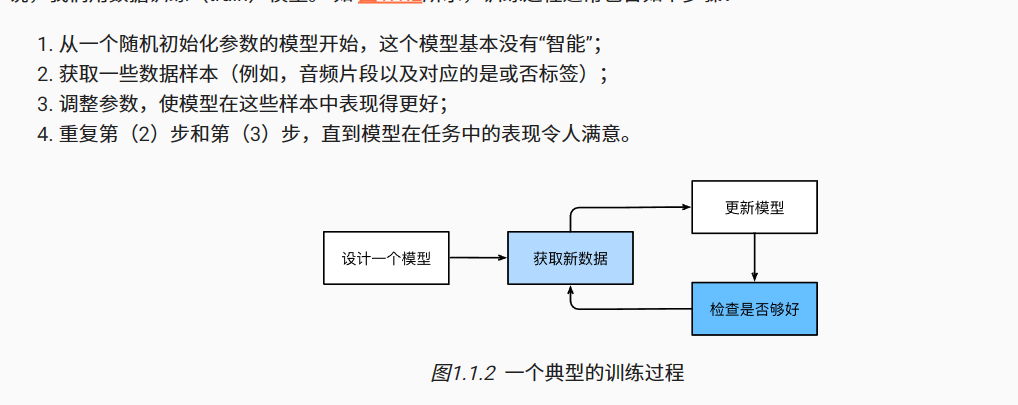 1. 从一个随机初始化参数的模型开始，这个模型基本没有“智能”；
2. 获取一些数据样本（例如，音频片段以及对应的是或否标签）；
3. 调整参数，使模型在这些样本中表现得更好；
4. 重复第（2）步和第（3）步，直到模型在任务中的表现令人满意。
更新模型
设计一个模型
获取新数据
检查是否够好
图1.1.2 一个典型的训练过程